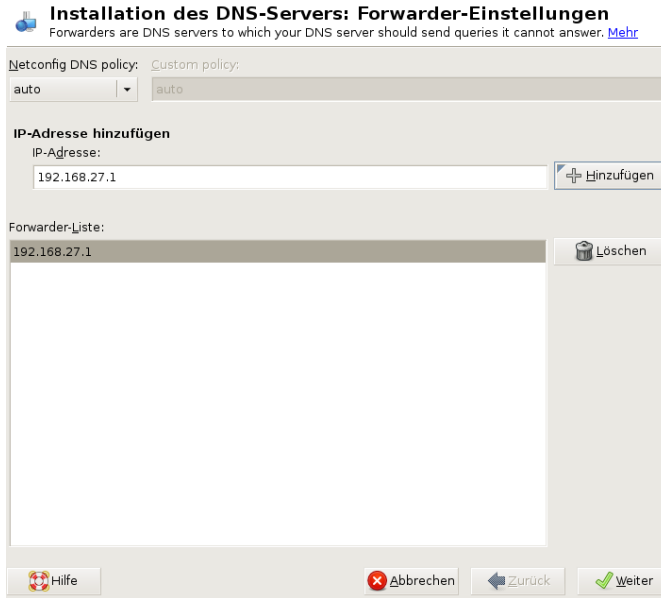 Installation des DNS-Servers: Forwarder-Einstellungen
Forwarders are DNS servers to which your DNS server should send queries it cannot answer. Mehr
Netconfig DNS policy: Custom policy:
auto auto
IP-Adresse hinzufügen
IP-Adresse:
192.168.27.1 Hinzufügen
Forwarder-Liste:
192.168.27.1 Löschen
Hilfe Abbrechen Zurück Weiter